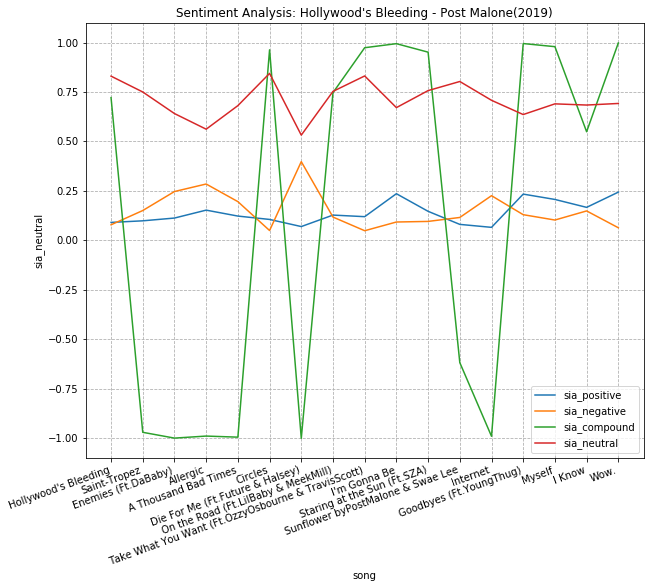 Sentiment Analysis: Hollywood's Bleeding - Post Malone(2019)
1.00
0.75
0.50
0.25
0.00
−0.25
−0.50
−0.75
−1.00
sia_neutral
sia_positive
sia_negative
sia_compound
sia_neutral
Hollywood's Bleeding
Saint-Tropez
Enemies (Ft.DaBaby)
Allergic
A Thousand Bad Times
Circles
Die For Me (Ft.Future & Halsey)
On the Road (Ft.LilBaby & MeekMill)
Take What You Want (Ft.OzzyOsbourne & TravisScott)
I'm Gonna Be
Staring at the Sun (Ft.SZA)
Sunflower byPostMalone & Swae Lee
Internet
Goodbyes (Ft.YoungThug)
Myself
I Know
Wow.
song